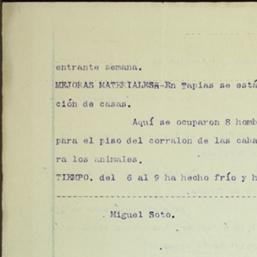 entrante semana.
MEJORAS MATERIALES.-En Tapias se está
ción de casas.
Aquí se ocuparon 8 homb
para el piso del corralon de las caba
ra los animales.
TIEMPO. del 6 al 9 ha hecho frío y h
Miguel Soto.